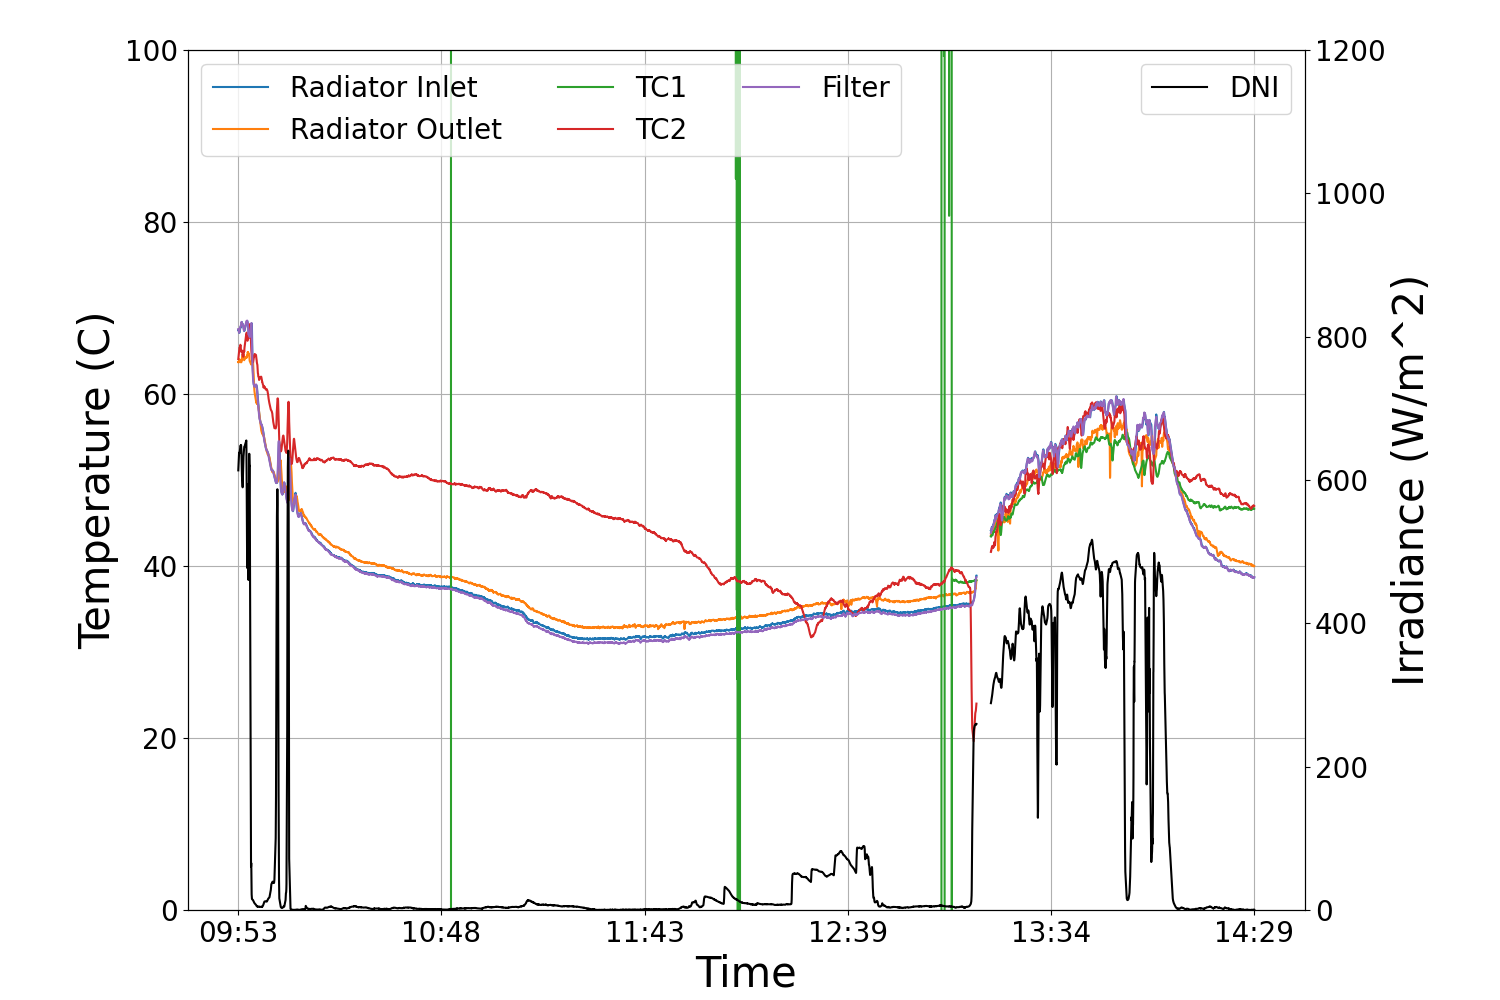 100
80
60
40
20
0
Temperature (C)
Radiator Inlet
Radiator Outlet
TC1
TC2
Filter
DNI
1200
1000
800
600
400
200
0
Irradiance (W/m^2)
09:53 10:48 11:43 12:39 13:34 14:29
Time